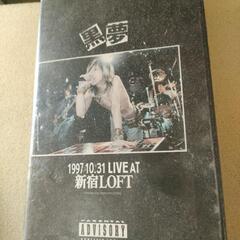 黒夢
1997.10.31 LIVE AT
新宿LOFT
PARENTAL
ADVISORY